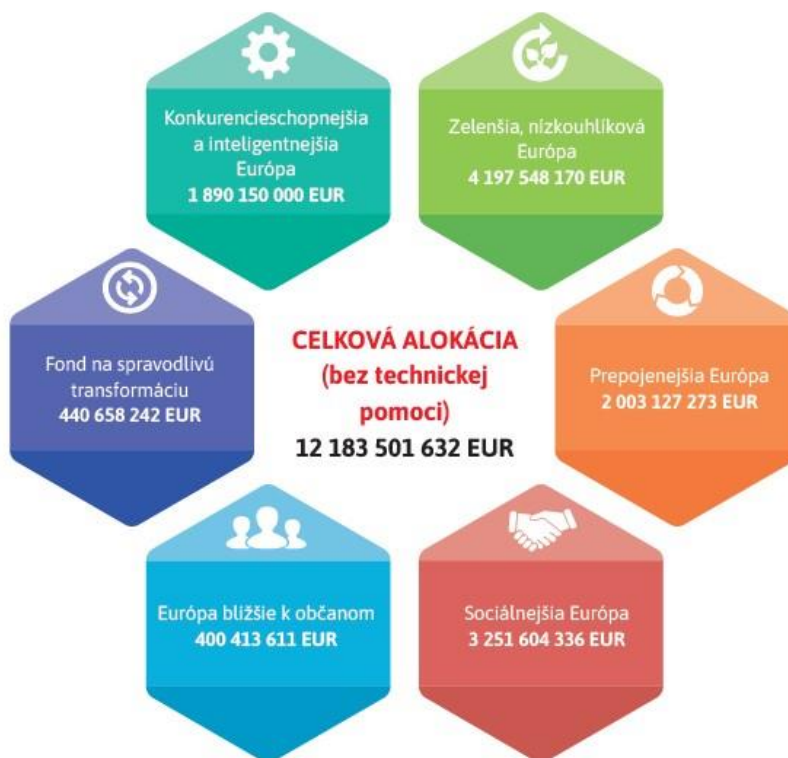 Konkurencieschopnejšia
a inteligentnejšia
Európa
1 890 150 000 EUR
Zelenšia, nízkouhlíková
Európa
4 197 548 170 EUR
Fond na spravodlivú
transformáciu
440 658 242 EUR
CELKOVÁ ALOKÁCIA
(bez technickej
pomoci)
12 183 501 632 EUR
Prepojenejšia Európa
2 003 127 273 EUR
Európa bližšie k občanom
400 413 611 EUR
Sociálnejšia Európa
3 251 604 336 EUR